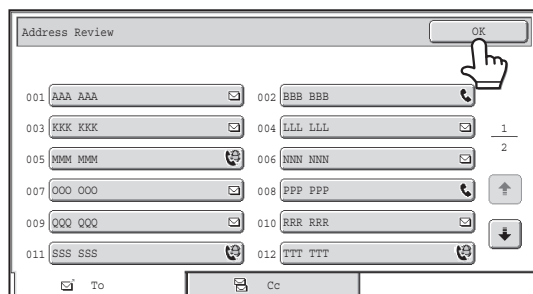 Address Review OK
001 AAA AAA 002 BBB BBB
003 KKK KKK 004 LLL LLL
1
005 MMM MMM 006 NNN NNN
2
007 OOO OOO 008 PPP PPP
009 QQQ QQQ 010 RRR RRR
011 SSS SSS 012 TTT TTT
To Cc